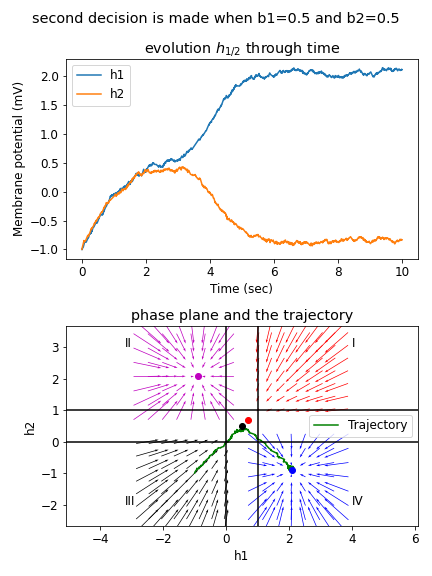 second decision is made when b1=0.5 and b2=0.5
evolution h1/2 through time
Membrane potential (mV)
2.0
1.5
1.0
0.5
0.0
−0.5
−1.0
h1
h2
0
2
4
6
8
10
Time (sec)
phase plane and the trajectory
h2
3
2
1
0
−1
−2
II
I
III
IV
Trajectory
−4
−2
0
2
4
6
h1